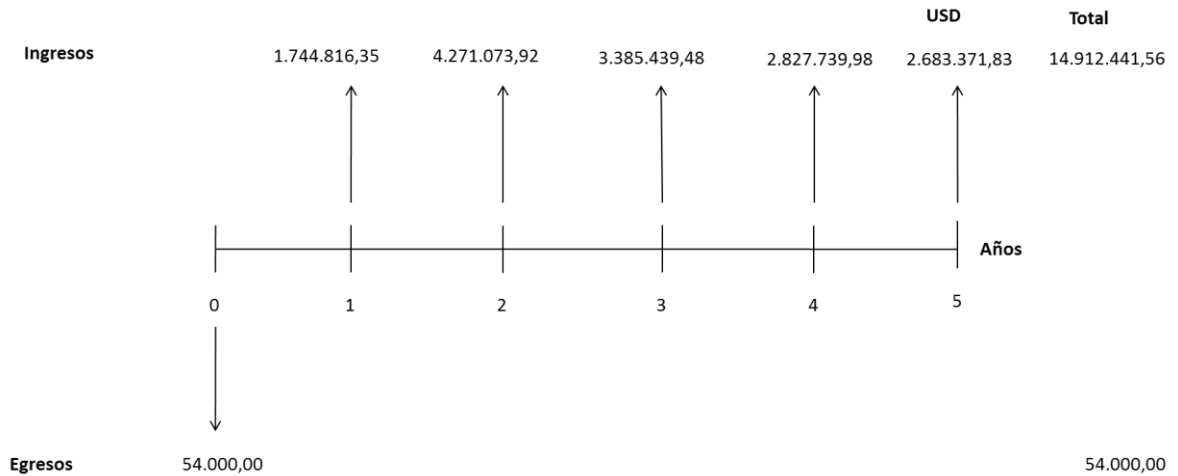 USD Total
Ingresos 1.744.816,35 4.271.073,92 3.385.439,48 2.827.739,98 2.683.371,83 14.912.441,56
Años
0 1 2 3 4 5
Egresos 54.000,00 54.000,00